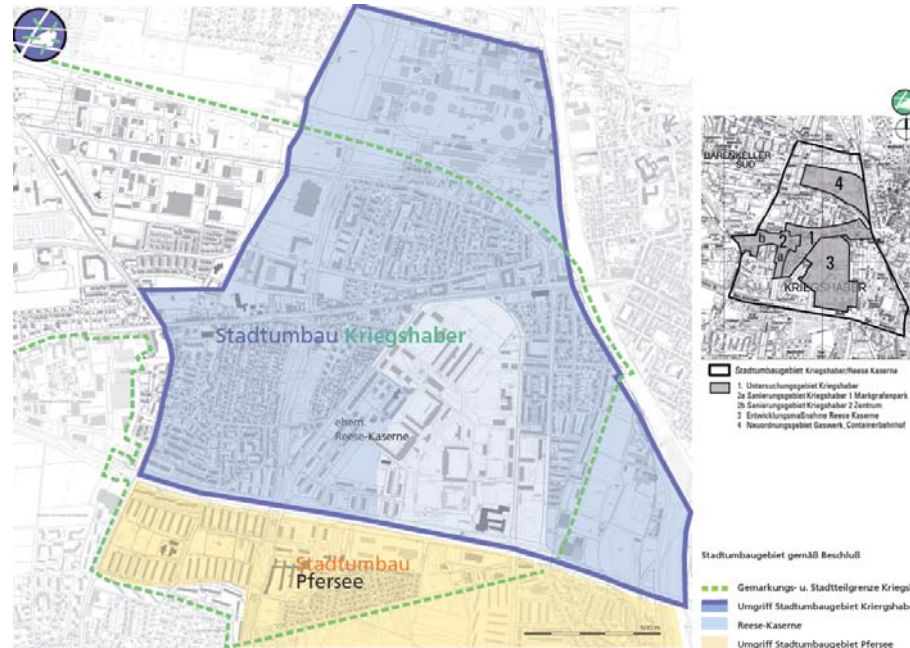 Stadtumbau Kriegshaber
ehem.
Reese-Kaserne
Stadtumbau
Pfersee
BÄRENKELLER
SÜD
4
b
2
1
a
3
KRIEGSHABER
Stadtumbaugebiet Kriegshaber/Reese Kaserne
1. Untersuchungsgebiet Kriegshaber
2a Sanierungsgebiet Kriegshaber 1 Markgrafenpark
2b Sanierungsgebiet Kriegshaber 2 Zentrum
3 Entwicklungsmaßnahme Reese Kaserne
4 Neuordnungsgebiet Gaswerk, Containerbahnhof
Stadtumbaugebiet gemäß Beschluß
Gemarkungs- u. Stadtteilgrenze Kriegs
Umgriff Stadtumbaugebiet Kriergshabe
Reese-Kaserne
Umgriff Stadtumbaugebiet Pfersee